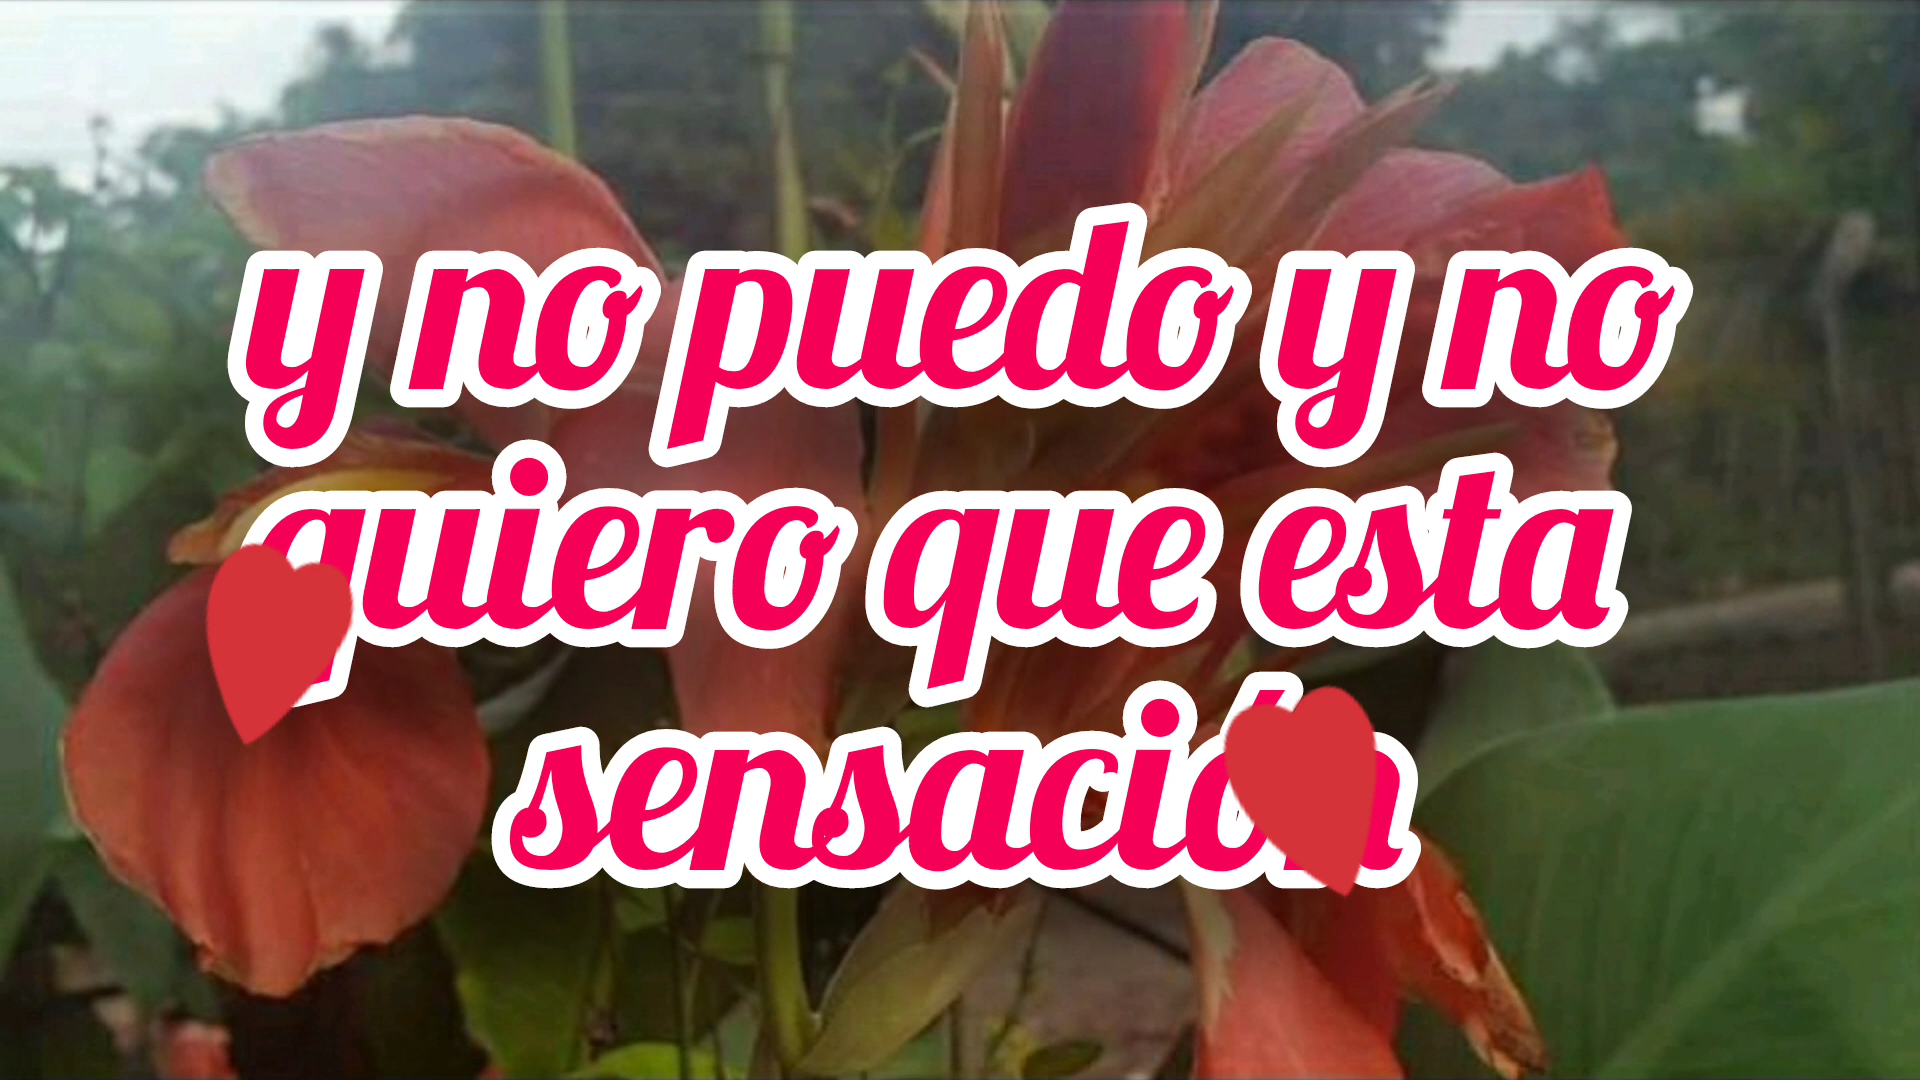 y no puedo y no
quiero que esta
sensación